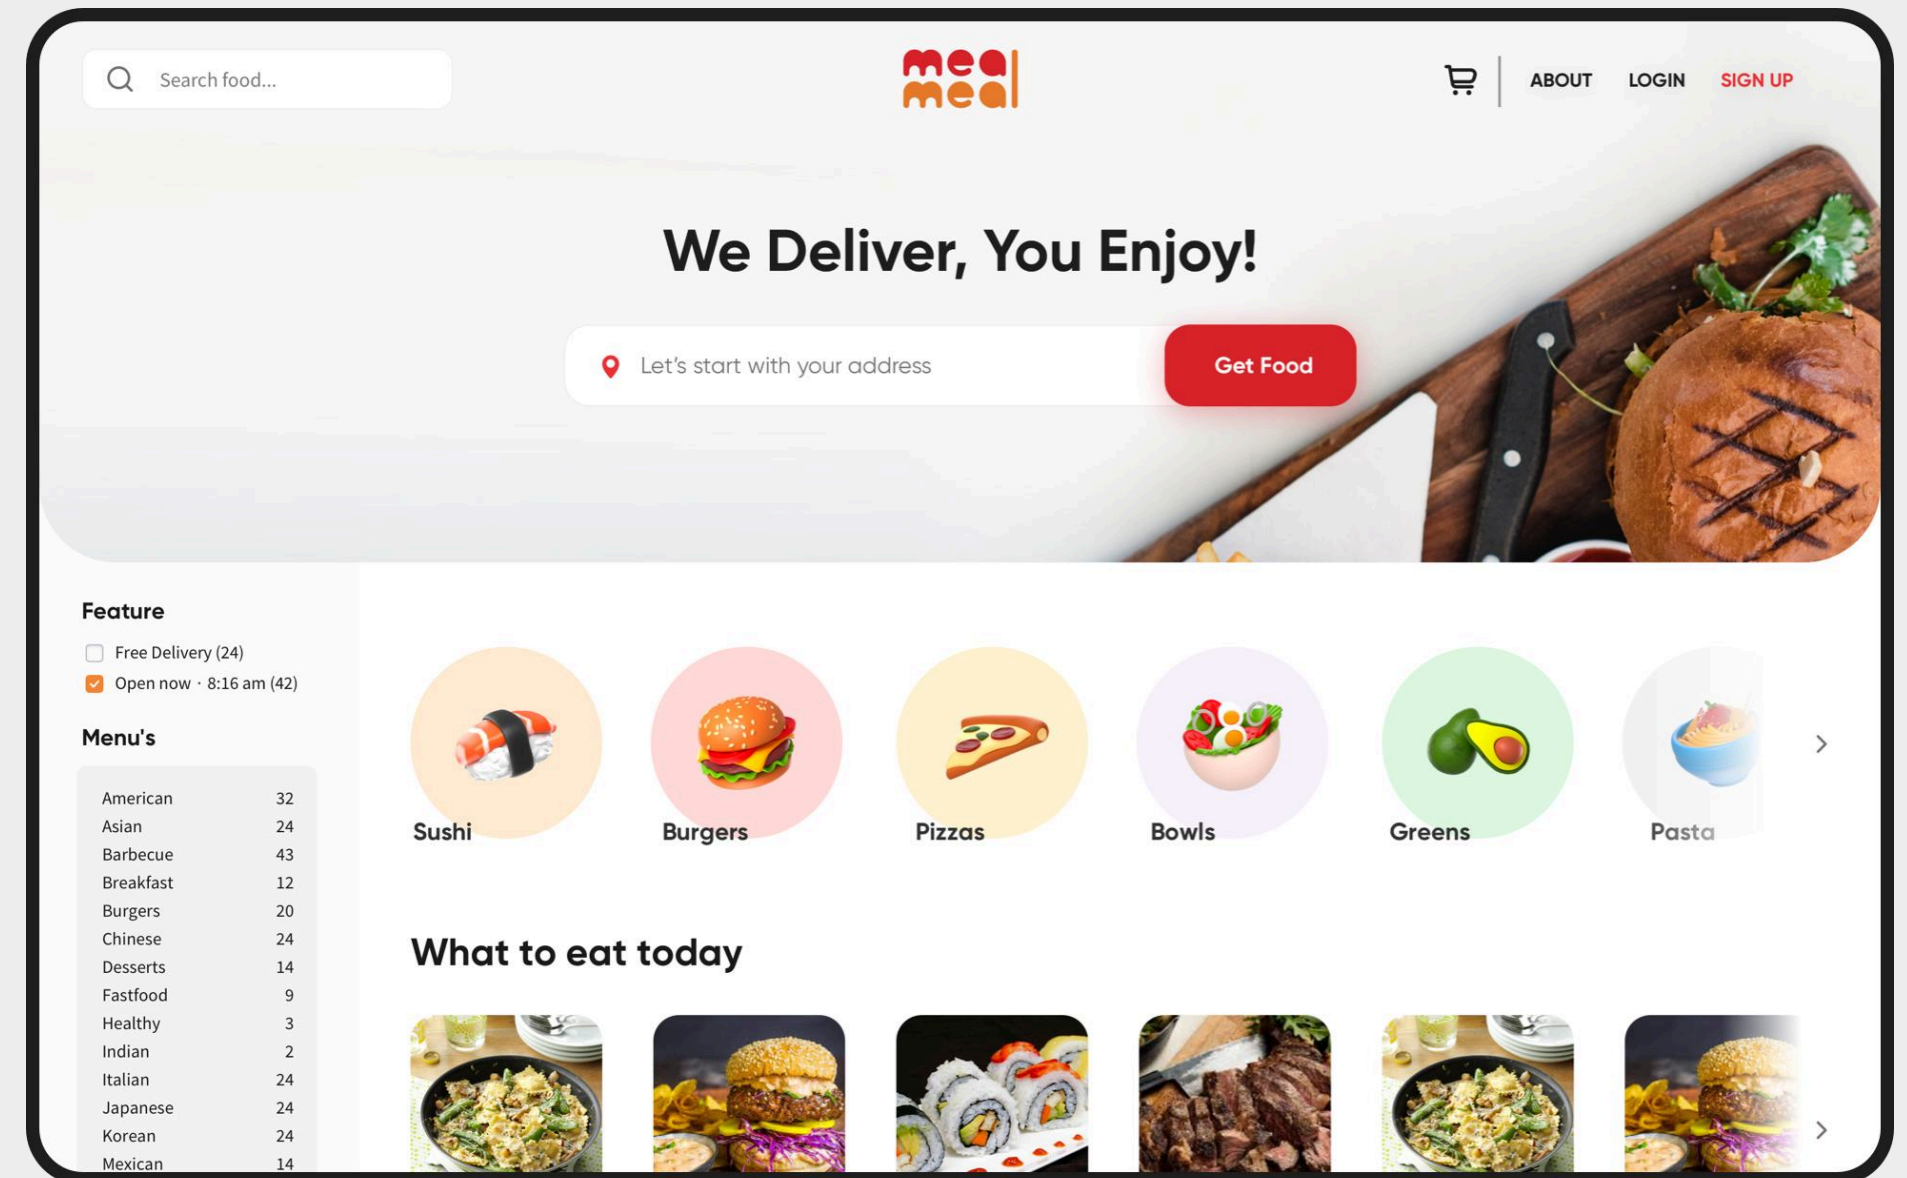 Search food...
mea
meal
ABOUT
LOGIN
SIGN UP
We Deliver, You Enjoy!
Let's start with your address
Get Food
Feature
Free Delivery (24)
Open now · 8:16 am (42)
Menu's
American 32
Asian 24
Barbecue 43
Breakfast 12
Burgers 20
Chinese 24
Desserts 14
Fastfood 9
Healthy 3
Indian 2
Italian 24
Japanese 24
Korean 24
Mexican 14
Sushi
Burgers
Pizzas
Bowls
Greens
Pasta
What to eat today